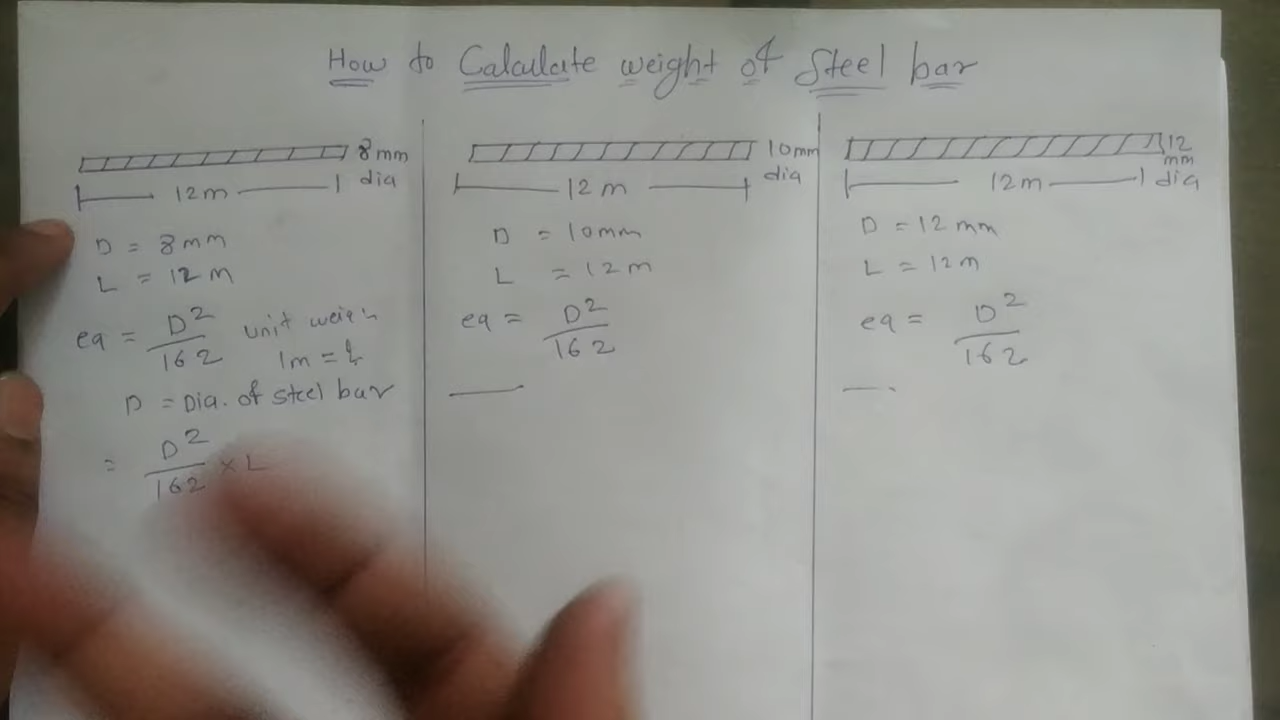 How to Calculate weight of Steel bar
8mm
dia
12m
D = 8mm
L = 12m
eq = D²/162 unit
1m =
D = Dia. of steel bar
= D²/162 × L
10mm
dia
12m
D = 10mm
L = 12m
eq = D²/162
12
mm
dia
12m
D = 12mm
L = 12m
eq = D²/162